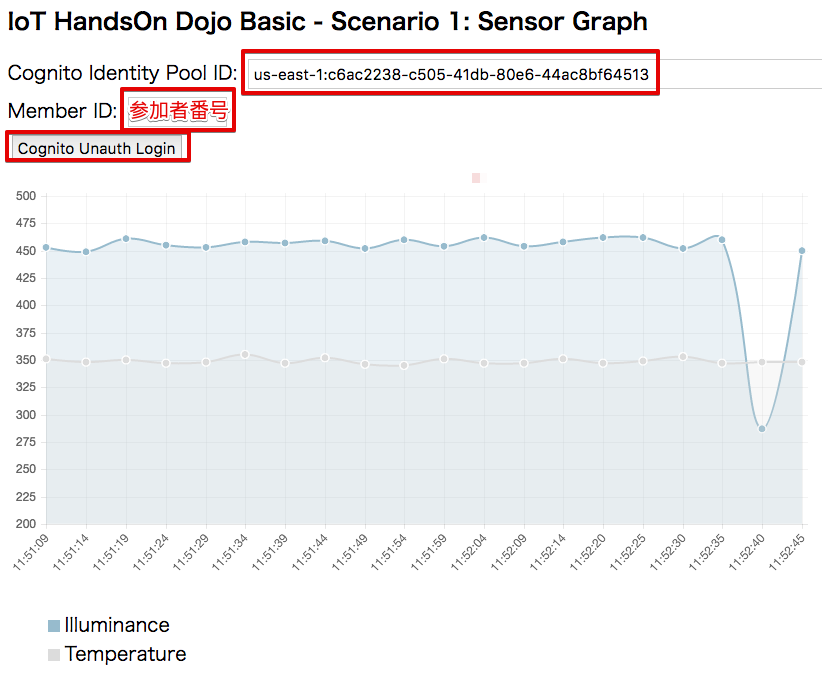 IoT HandsOn Dojo Basic - Scenario 1: Sensor Graph
Cognito Identity Pool ID: us-east-1:c6ac2238-c505-41db-80e6-44ac8bf64513
Member ID: 参加者番号
Cognito Unauth Login
500
475
450
425
400
375
350
325
300
275
250
225
200
11:51:09 11:51:14 11:51:19 11:51:24 11:51:29 11:51:34 11:51:39 11:51:44 11:51:49 11:51:54 11:51:59 11:52:04 11:52:09 11:52:14 11:52:20 11:52:25 11:52:30 11:52:35 11:52:40 11:52:45
Illuminance
Temperature